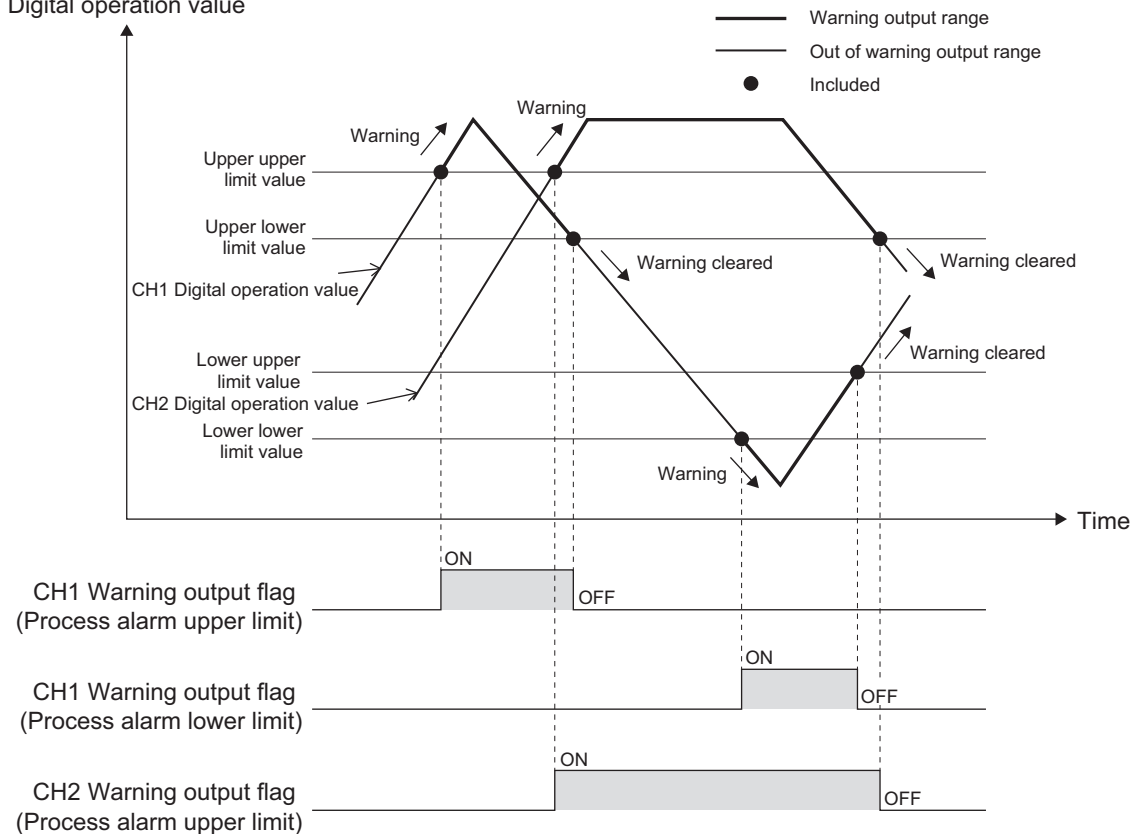 Digital operation value
Warning output range
Out of warning output range
Included
Warning
Warning
Upper upper
limit value
Upper lower
limit value
Warning cleared
Warning cleared
CH1 Digital operation value
Warning cleared
Lower upper
limit value
CH2 Digital operation value
Lower lower
limit value
Warning
Time
ON
CH1 Warning output flag
(Process alarm upper limit)
OFF
ON
CH1 Warning output flag
(Process alarm lower limit)
OFF
ON
CH2 Warning output flag
(Process alarm upper limit)
OFF